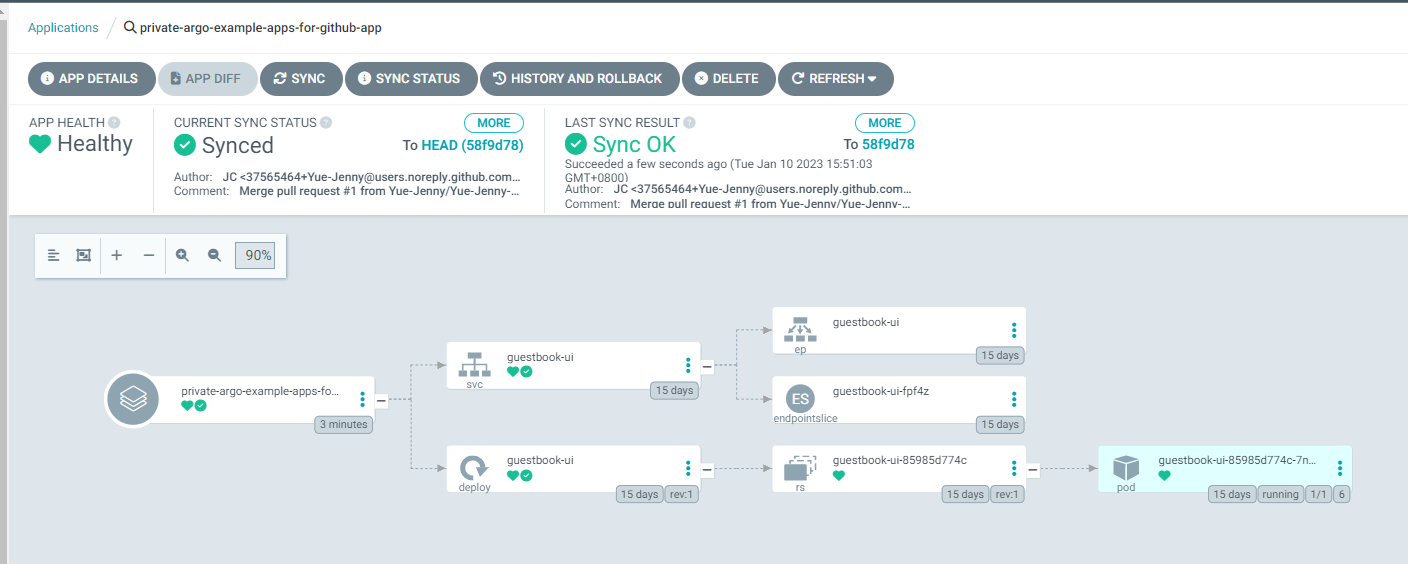 Applications / private-argo-example-apps-for-github-app
APP DETAILS APP DIFF SYNC SYNC STATUS HISTORY AND ROLLBACK DELETE REFRESH
APP HEALTH
Healthy
CURRENT SYNC STATUS MORE
Synced To HEAD (58f9d78)
Author: JC <37565464+Yue-Jenny@users.noreply.github.com...
Comment: Merge pull request #1 from Yue-Jenny/Yue-Jenny-...
LAST SYNC RESULT MORE
Sync OK To 58f9d78
Succeeded a few seconds ago (Tue Jan 10 2023 15:51:03
GMT+0800)
Author: JC <37565464+Yue-Jenny@users.noreply.github.com...
Comment: Merge pull request #1 from Yue-Jenny/Yue-Jenny-...
90%
private-argo-example-apps-fo...
3 minutes
guestbook-ui
svc
15 days
guestbook-ui
deploy
15 days rev:1
guestbook-ui
ep
15 days
ES guestbook-ui-fpf4z
endpointslice
15 days
guestbook-ui-85985d774c
rs
15 days rev:1
guestbook-ui-85985d774c-7n...
pod
15 days running 1/1 6